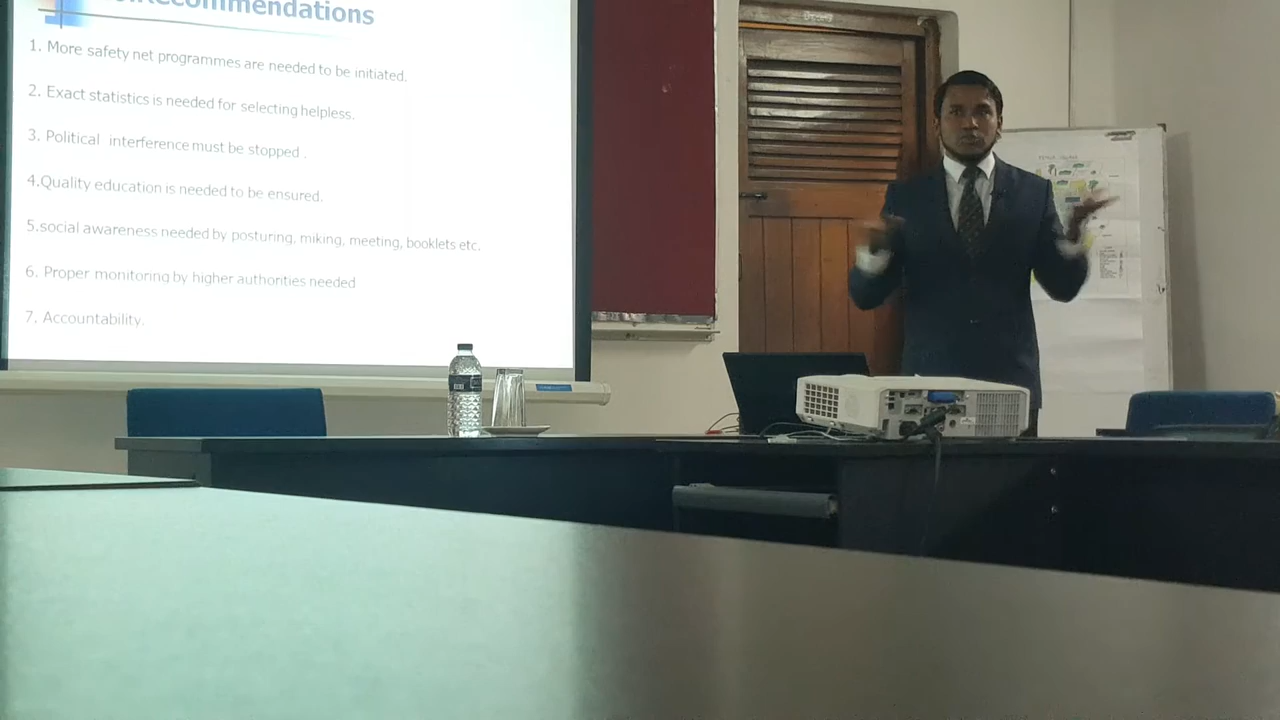 Recommendations
1. More safety net programmes are needed to be initiated.
2. Exact statistics is needed for selecting helpless.
3. Political interference must be stopped .
4.Quality education is needed to be ensured.
5.social awareness needed by posturing, miking, meeting, booklets etc.
6. Proper monitoring by higher authorities needed
7. Accountability.